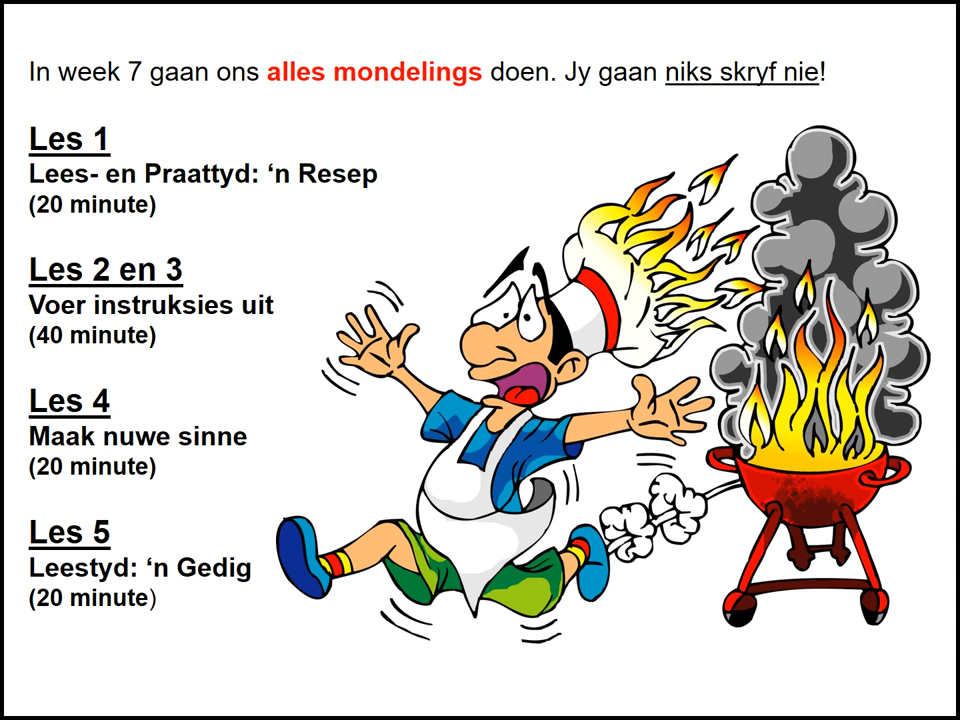 In week 7 gaan ons alles mondelings doen. Jy gaan niks skryf nie!
Les 1
Lees- en Praattyd: ‘n Resep
(20 minute)
Les 2 en 3
Voer instruksies uit
(40 minute)
Les 4
Maak nuwe sinne
(20 minute)
Les 5
Leestyd: ‘n Gedig
(20 minute)